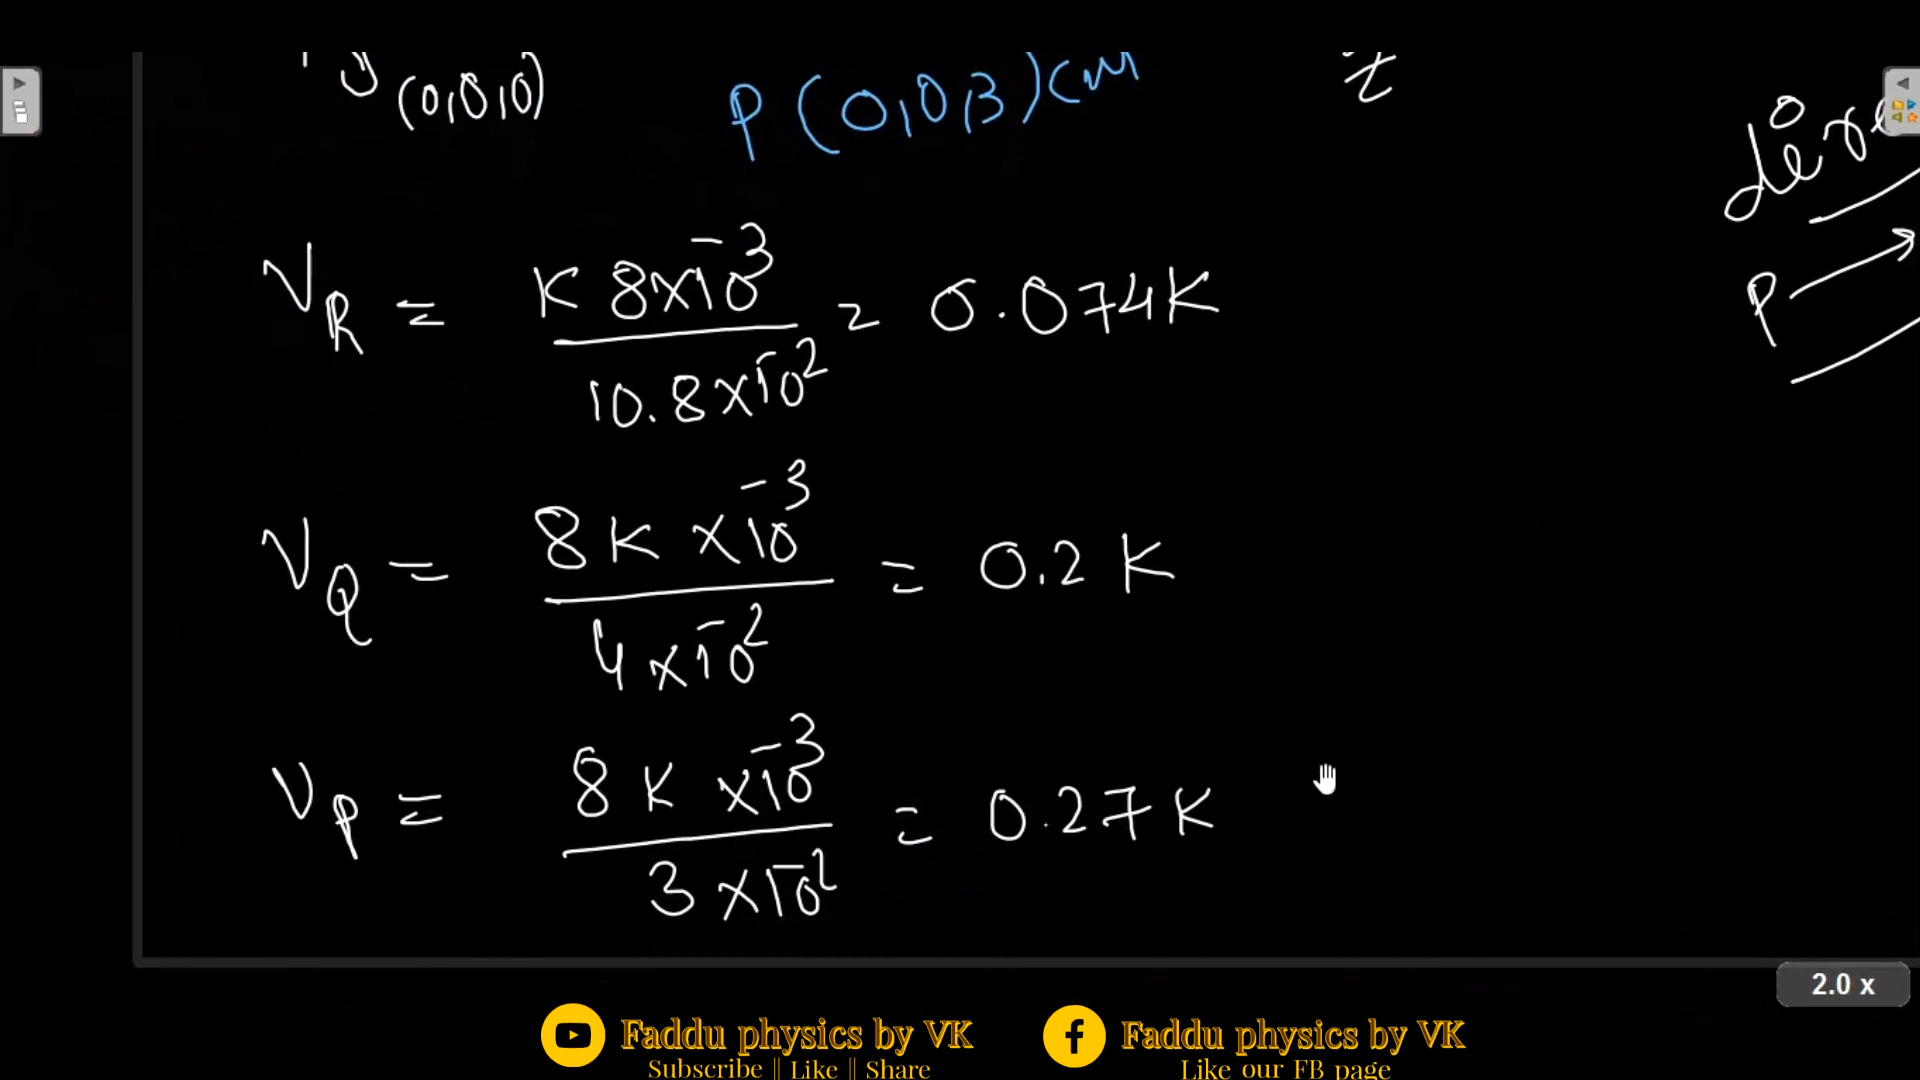 (0,0,0)
P (0,0,3) cm
V_R = K 8×10^-3 / 10.8×10^-2 = 0.074K
V_Q = 8K ×10^-3 / 4×10^-2 = 0.2 K
V_P = 8K ×10^-3 / 3×10^-2 = 0.27 K
P
2.0 x
Faddu physics by VK
Subscribe || Like || Share
Faddu physics by VK
Like our FB page